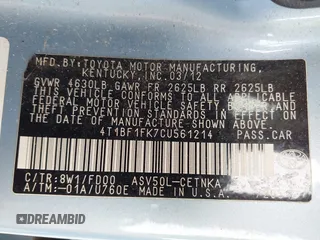 MFD. BY: TOYOTA MOTOR MANUFACTURING,
KENTUCKY, INC. 03/12
GVWR 4630LB GAWR FR 2625LB RR 2625LB
THIS VEHICLE CONFORMS TO ALL APPLICABLE
FEDERAL MOTOR VEHICLE SAFETY, BUMPER, AND
THEFT PREVENTION STANDARDS IN EFFECT ON THE
DATE OF MANUFACTURE SHOWN ABOVE.
4T1BF1FK7CU561214 PASS.CAR
C/TR:8W1/FD00 ASV50L-CETNKA
A/TM:-01A/U760E MADE IN U.S.A.
DREAMBID
DREAMBID.COM